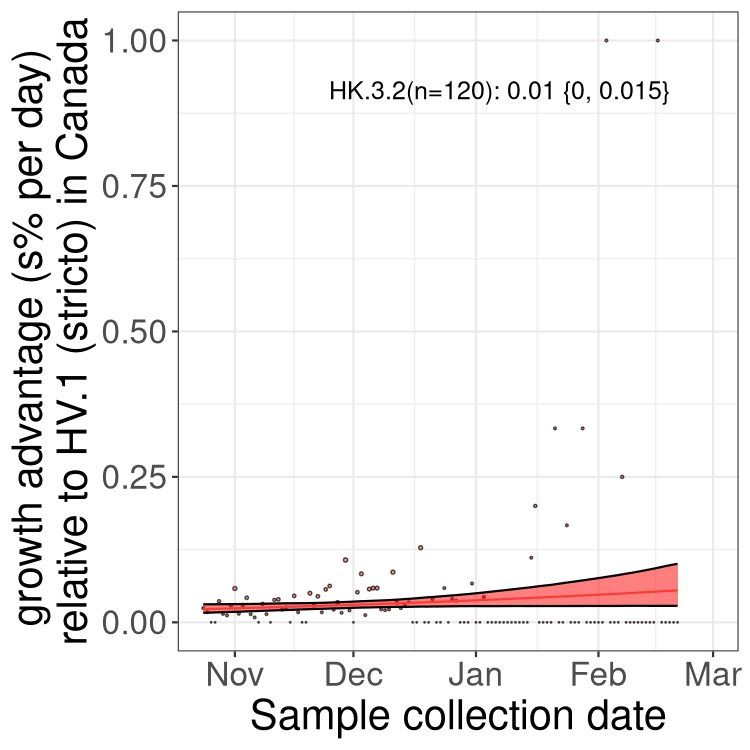 growth advantage (s% per day)
relative to HV.1 (stricto) in Canada
1.00
0.75
0.50
0.25
0.00
HK.3.2(n=120): 0.01 {0, 0.015}
Nov Dec Jan Feb Mar
Sample collection date